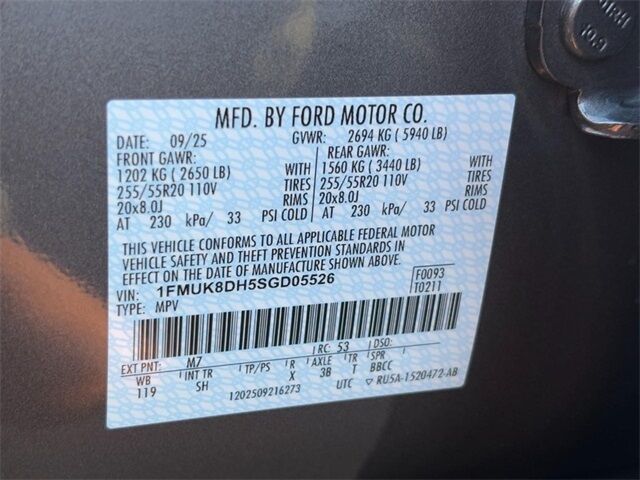 MFD. BY FORD MOTOR CO.
DATE: 09/25 GVWR: 2694 KG ( 5940 LB)
FRONT GAWR: REAR GAWR:
1202 KG ( 2650 LB) WITH 1560 KG ( 3440 LB) WITH
255/55R20 110V TIRES 255/55R20 110V TIRES
20x8.0J RIMS 20x8.0J RIMS
AT 230 kPa/ 33 PSI COLD AT 230 kPa/ 33 PSI COLD
THIS VEHICLE CONFORMS TO ALL APPLICABLE FEDERAL MOTOR
VEHICLE SAFETY AND THEFT PREVENTION STANDARDS IN
EFFECT ON THE DATE OF MANUFACTURE SHOWN ABOVE.
VIN: 1FMUK8DH5SGD05526 F0093
TYPE: MPV T0211
EXT PNT: M7 RC: 53 DSO:
WB INT TR TP/PS R AXLE TR SPR
119 SH X 3B T BBCC
1202509216273 UTC RU5A-1520472-AB